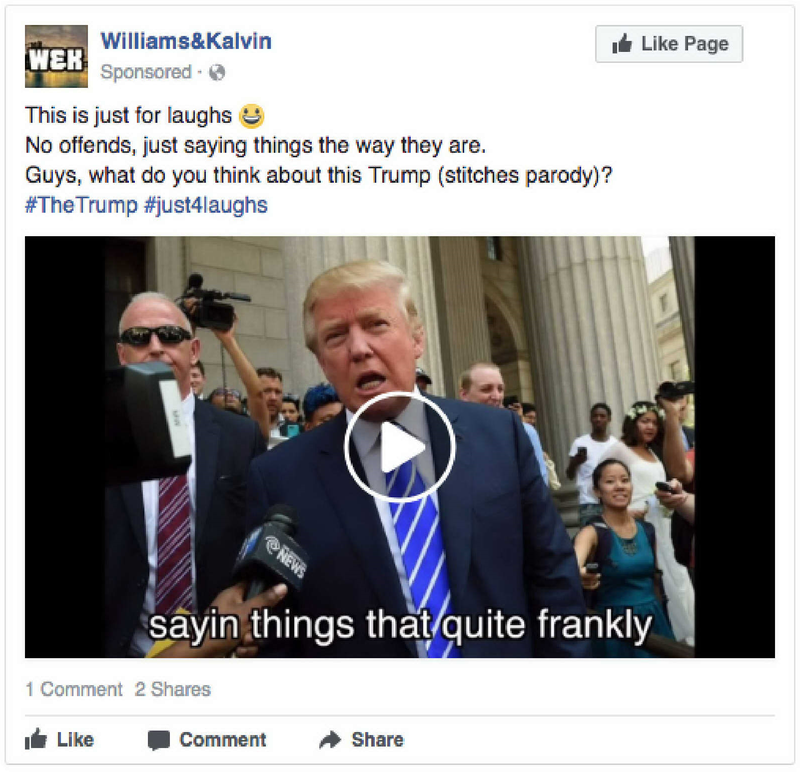 WEK
Williams&Kalvin
Sponsored ·
Like Page
This is just for laughs 😀
No offends, just saying things the way they are.
Guys, what do you think about this Trump (stitches parody)?
#TheTrump #just4laughs
NEWS
sayin things that quite frankly
1 Comment 2 Shares
Like Comment Share